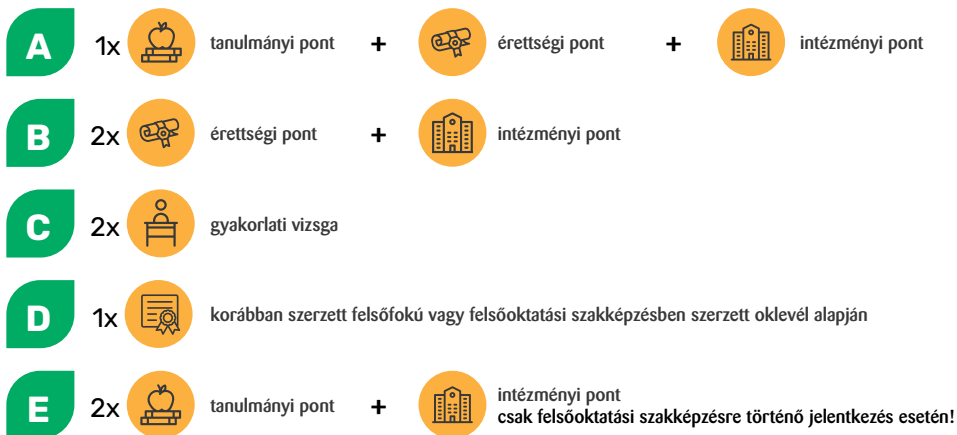 A 1x tanulmányi pont + érettségi pont + intézményi pont
B 2x érettségi pont + intézményi pont
C 2x gyakorlati vizsga
D 1x korábban szerzett felsőfokú vagy felsőoktatási szakképzésben szerzett oklevél alapján
E 2x tanulmányi pont + intézményi pont
csak felsőoktatási szakképzésre történő jelentkezés esetén!